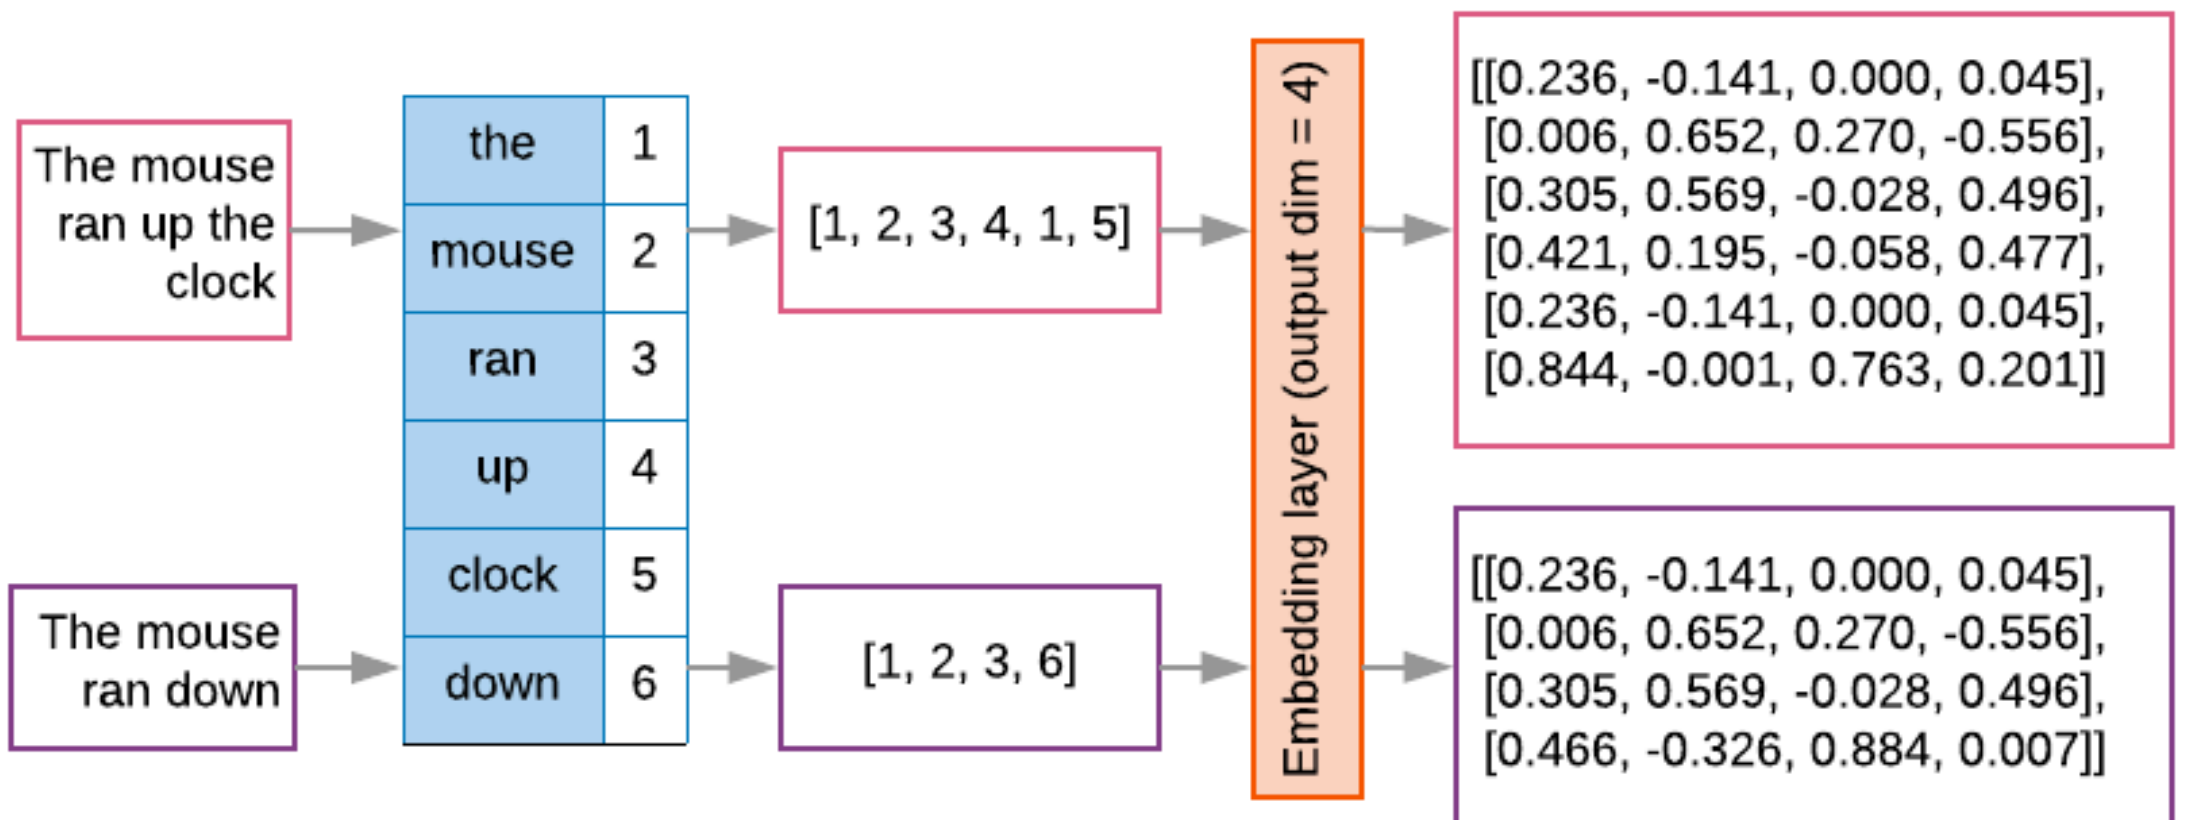 The mouse
ran up the
clock
the 1
mouse 2
ran 3
up 4
clock 5
down 6
[1, 2, 3, 4, 1, 5]
Embedding layer (output dim = 4)
[[0.236, -0.141, 0.000, 0.045],
[0.006, 0.652, 0.270, -0.556],
[0.305, 0.569, -0.028, 0.496],
[0.421, 0.195, -0.058, 0.477],
[0.236, -0.141, 0.000, 0.045],
[0.844, -0.001, 0.763, 0.201]]
The mouse
ran down
[1, 2, 3, 6]
[[0.236, -0.141, 0.000, 0.045],
[0.006, 0.652, 0.270, -0.556],
[0.305, 0.569, -0.028, 0.496],
[0.466, -0.326, 0.884, 0.007]]